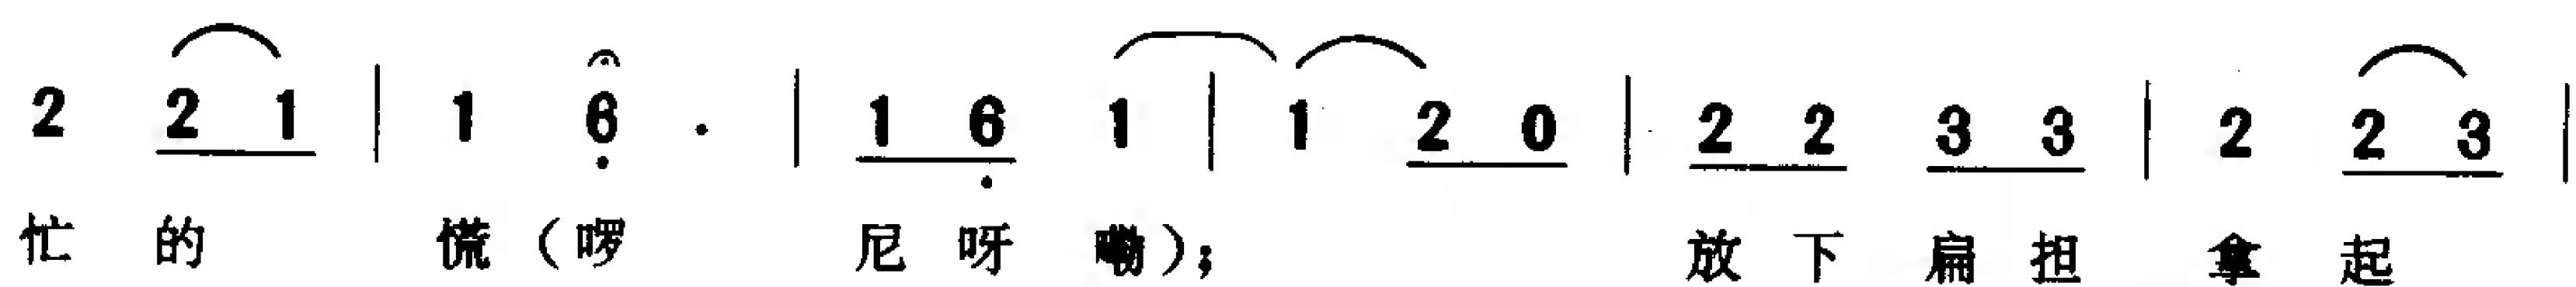 2 2 1 | 1 6 · | 1 6 1 | 1 2 0 | 2 2 3 3 | 2 2 3 |
忙 的 慌（啰 尼 呀 嘞）； 放 下 扁 担 拿 起